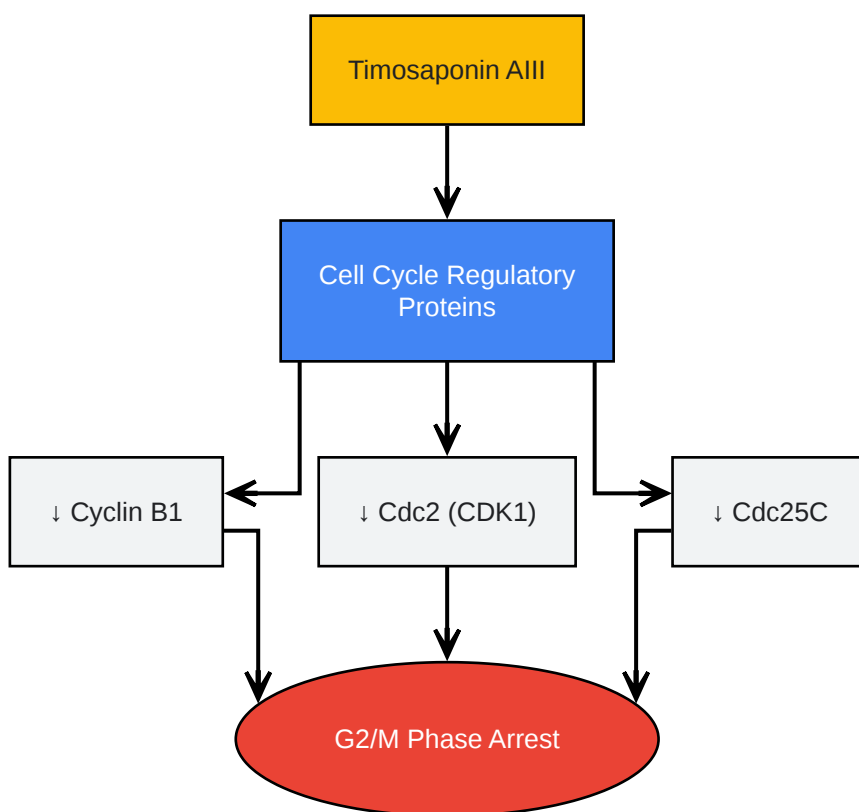 Timosaponin AIII
Cell Cycle Regulatory
Proteins
↓ Cyclin B1
↓ Cdc2 (CDK1)
↓ Cdc25C
G2/M Phase Arrest